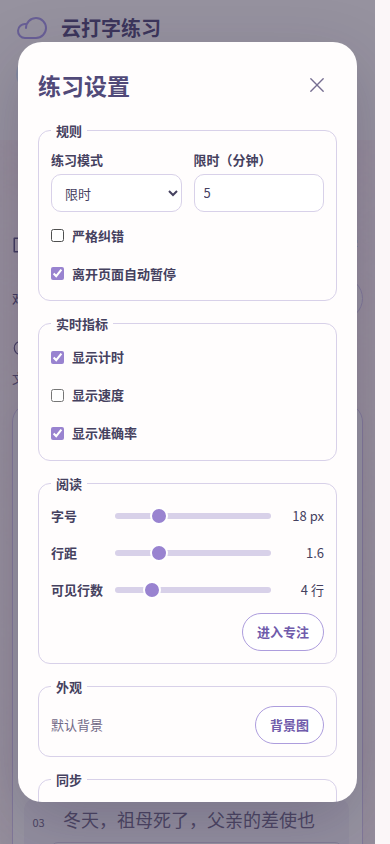 云打字练习
练习设置
规则
练习模式
限时（分钟）
限时
5
严格纠错
离开页面自动暂停
实时指标
显示计时
显示速度
显示准确率
阅读
字号
18 px
行距
1.6
可见行数
4 行
进入专注
外观
默认背景
背景图
同步
03
冬天，祖母死了，父亲的差使也